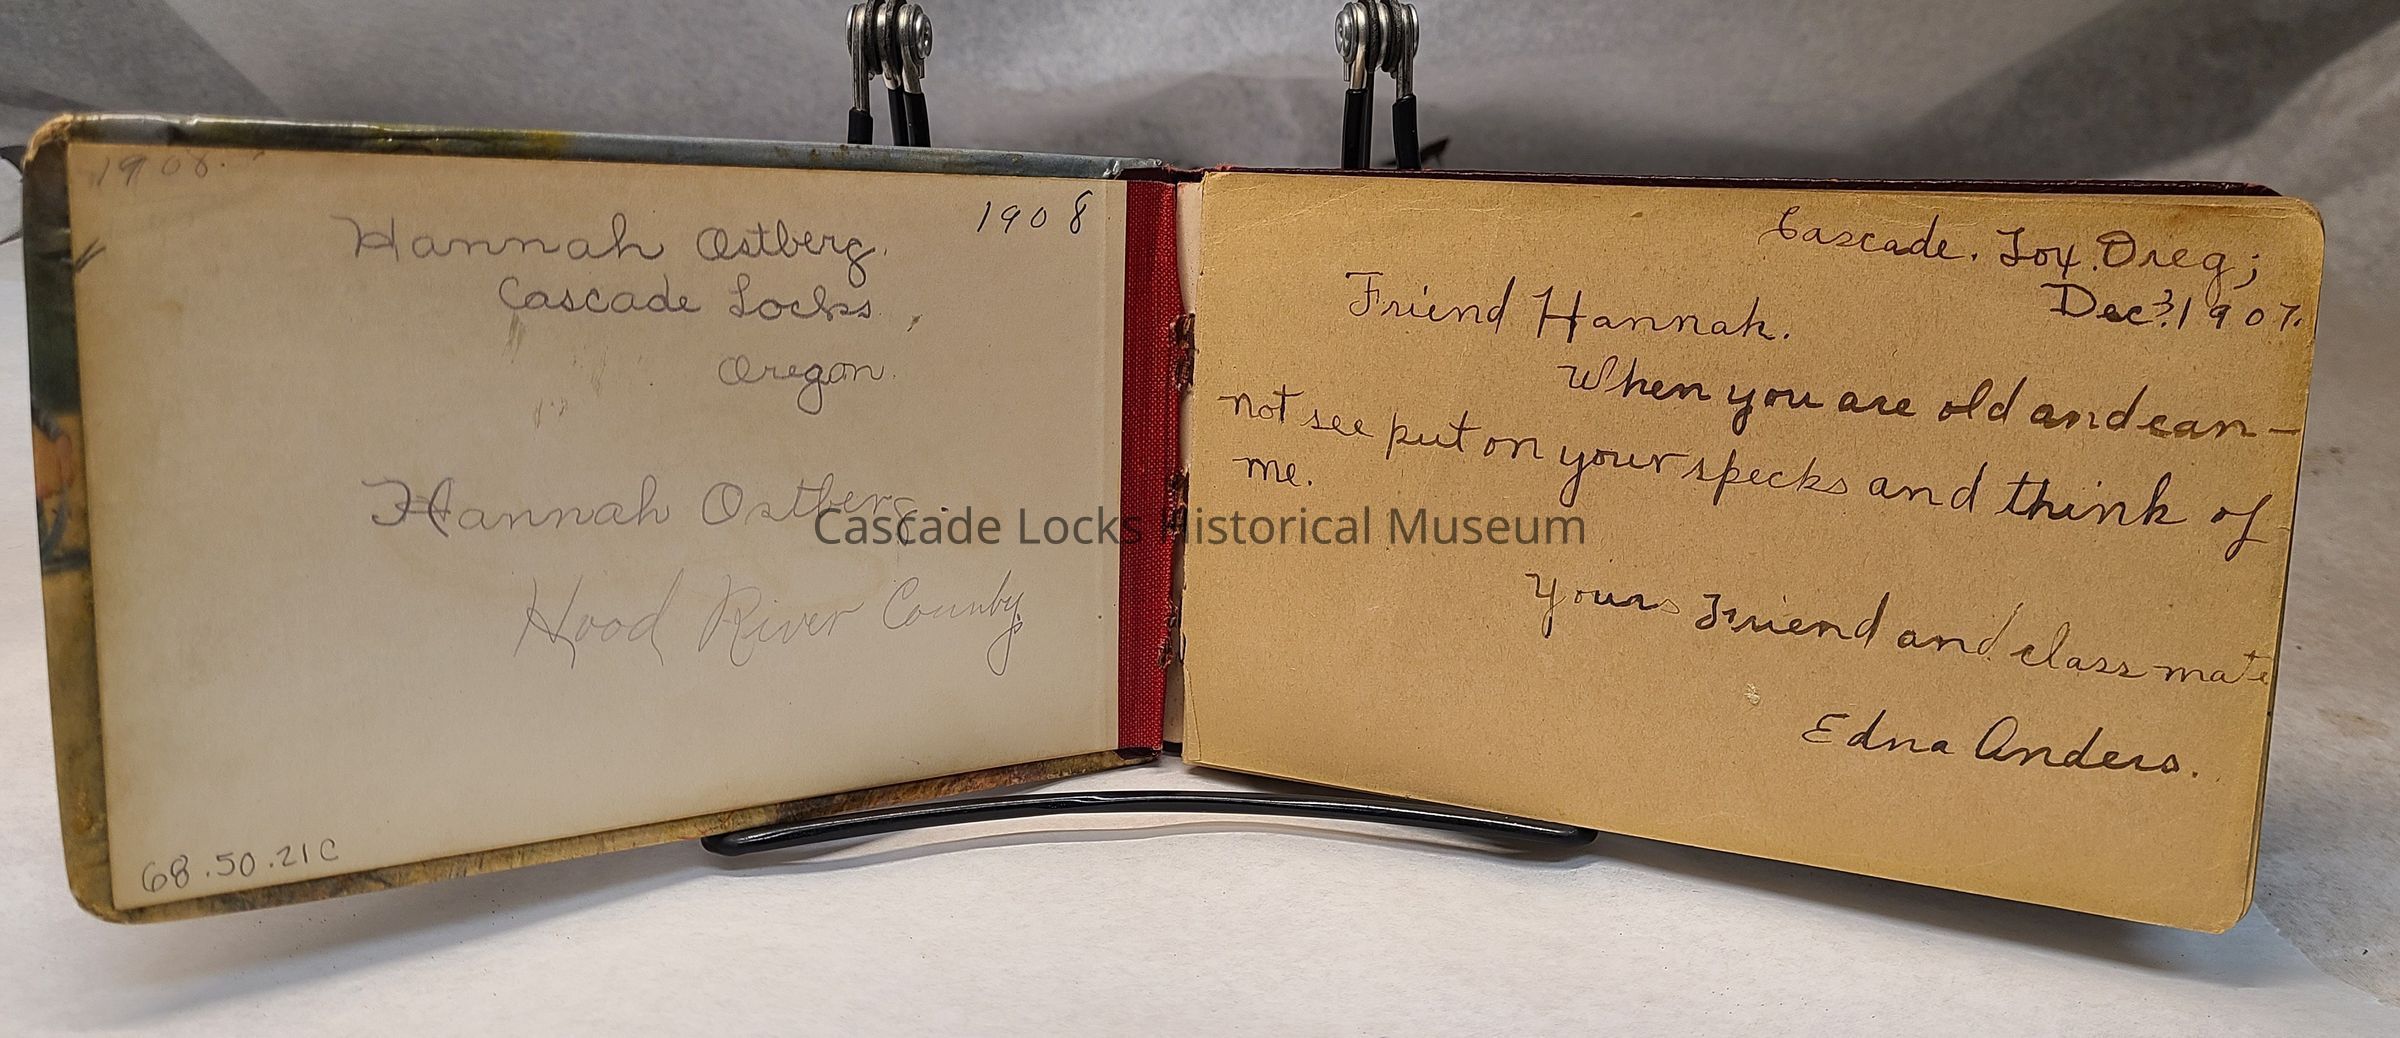 1908.
1908
Hannah Ostberg.
Cascade Locks
Oregon.
Hannah Ostberg.
Hood River County
68.50.21C
Cascade. Lox. Oreg;
Dec 3. 1907.
Friend Hannah.
When you are old and can-
not see put on your specks and think of
me.
Yours Friend and class mate
Edna Anders.
Cascade Locks Historical Museum